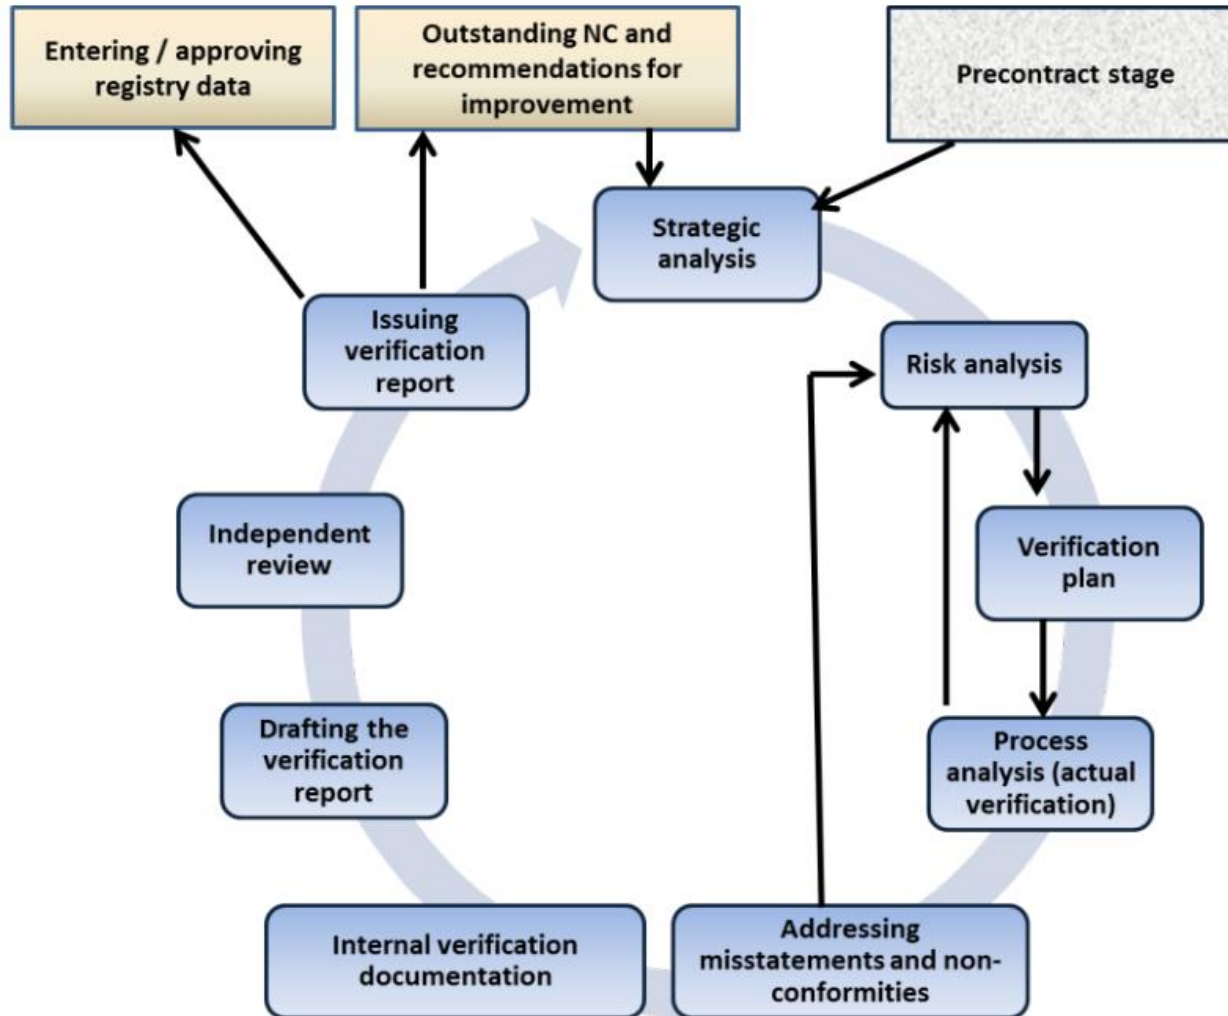 Entering / approving
registry data
Outstanding NC and
recommendations for
improvement
Precontract stage
Strategic
analysis
Risk analysis
Verification
plan
Process
analysis (actual
verification)
Addressing
misstatements and non-
conformities
Internal verification
documentation
Drafting the
verification
report
Independent
review
Issuing
verification
report